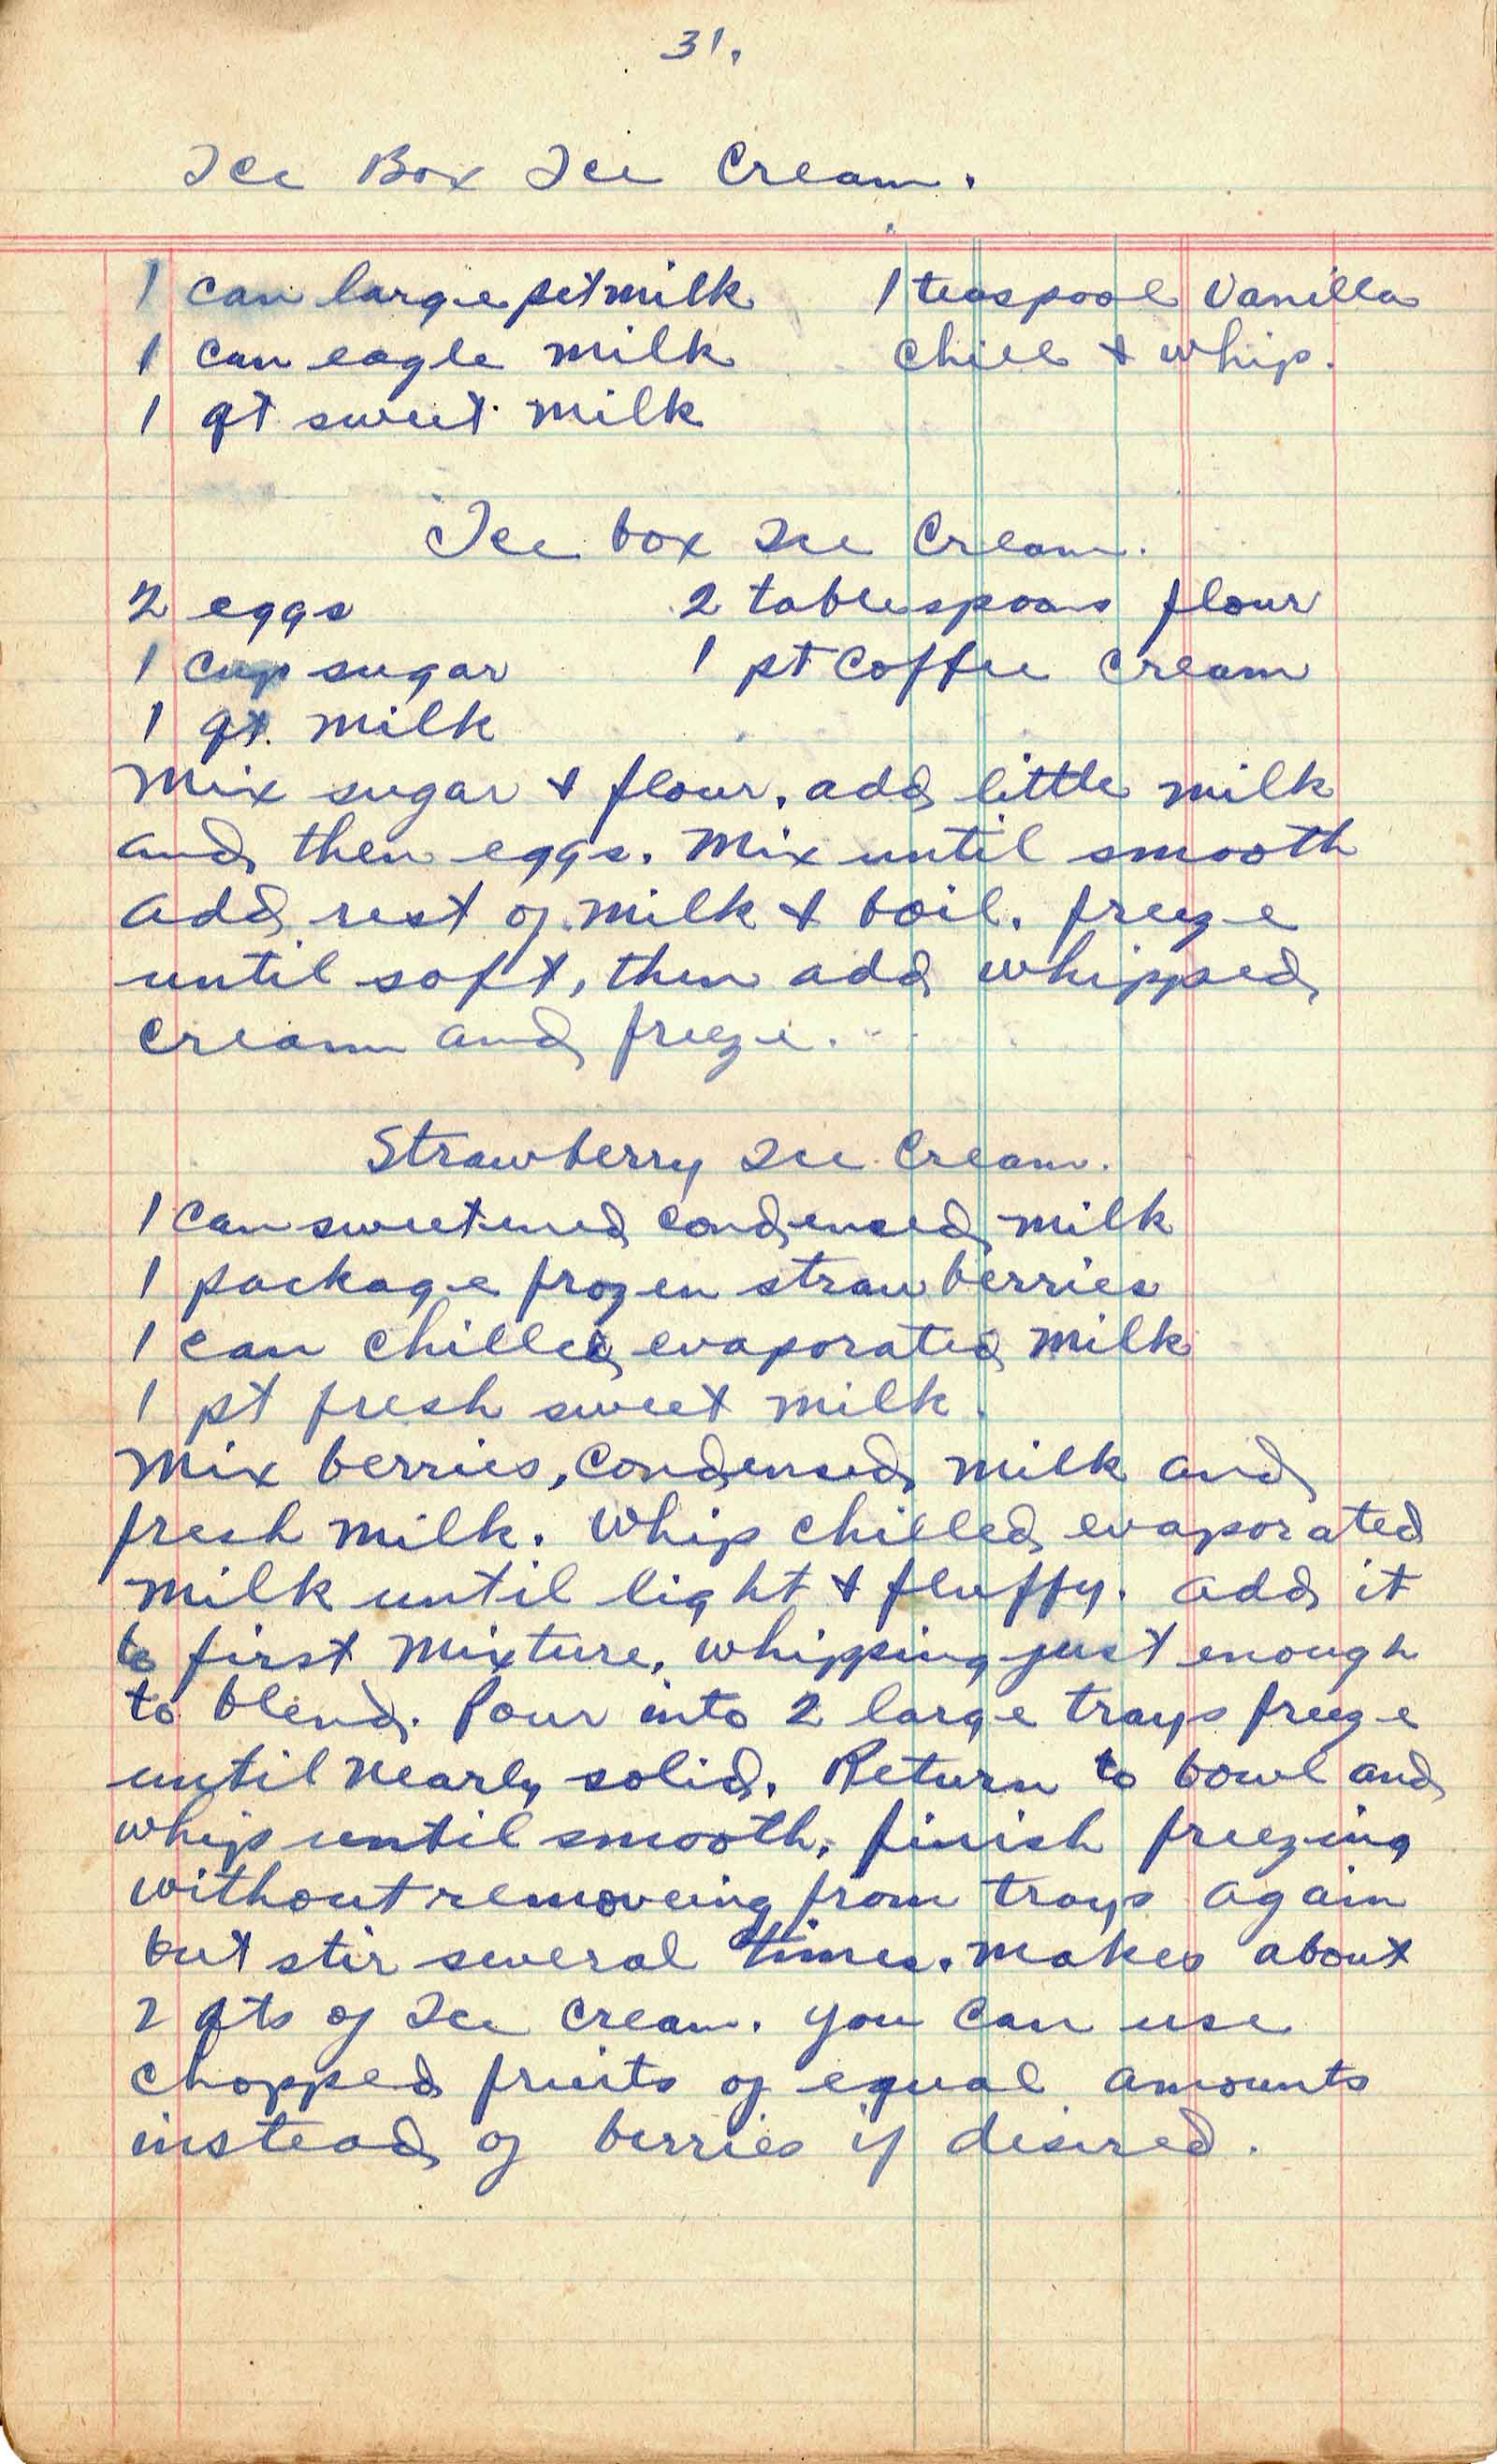 31.
Ice Box Ice Cream.
1 can large pet milk 1 teaspool Vanilla
1 can eagle milk chill & whip.
1 qt sweet milk
Ice box Ice Cream.
2 eggs 2 tablespoons flour
1 cup sugar 1 pt Coffee Cream
1 qt. milk
Mix sugar & flour, add little milk
and then eggs. Mix until smooth
add rest of milk & boil. freeze
until soft, then add whipped
cream and freeze.
Strawberry Ice Cream.
1 can sweetened condensed milk
1 package frozen strawberries
1 can chilled evaporated milk
1 pt fresh sweet milk.
Mix berries, condensed milk and
fresh milk. Whip chilled evaporated
milk until light & fluffy. add it
to first mixture, whipping just enough
to blend. Pour into 2 large trays freeze
until nearly solid. Return to bowl and
whip until smooth, finish freezing
without removeing from trays again
but stir several times. Makes about
2 qts of Ice Cream. you can use
chopped fruits of equal amounts
instead of berries if desired.